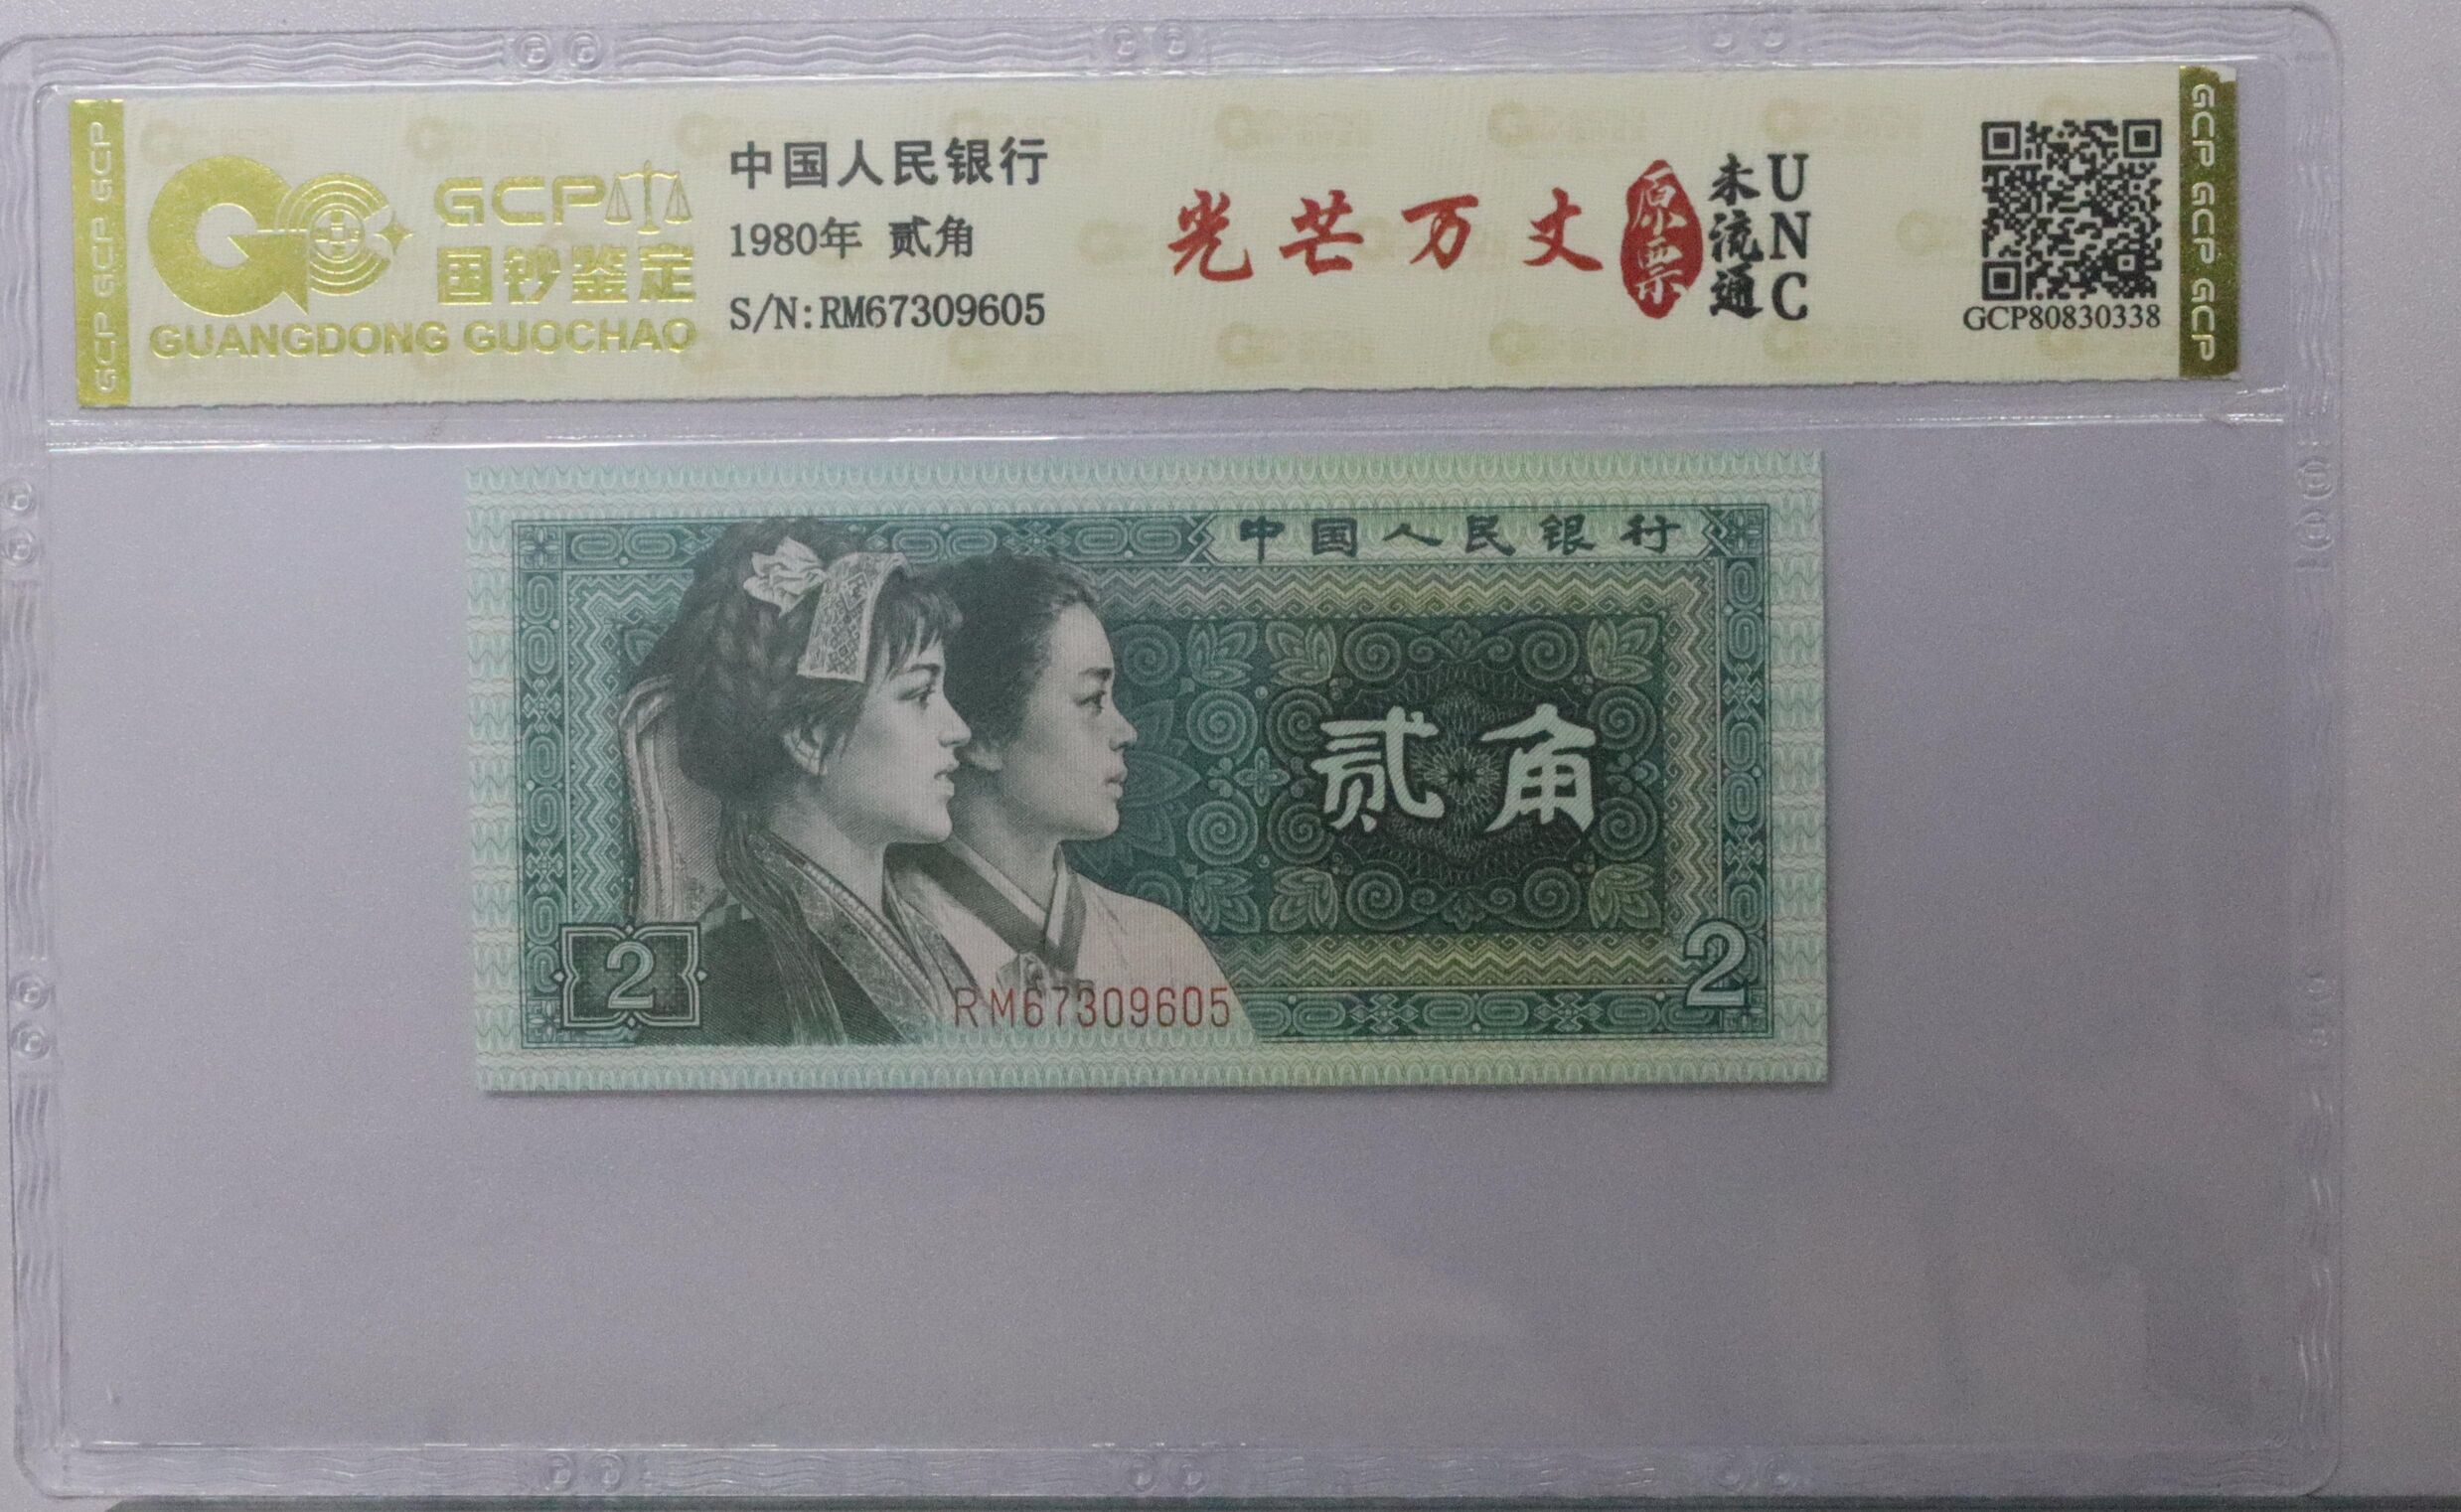 GCP GCP GCP
GCP
国钞鉴定
GUANGDONG GUOCHAO
中国人民银行
1980年 贰角
S/N:RM67309605
光芒万丈
原票
未流通
UNC
GCP80830338
GCP GCP GCP GCP
中国人民银行
贰角
2
RM67309605
2